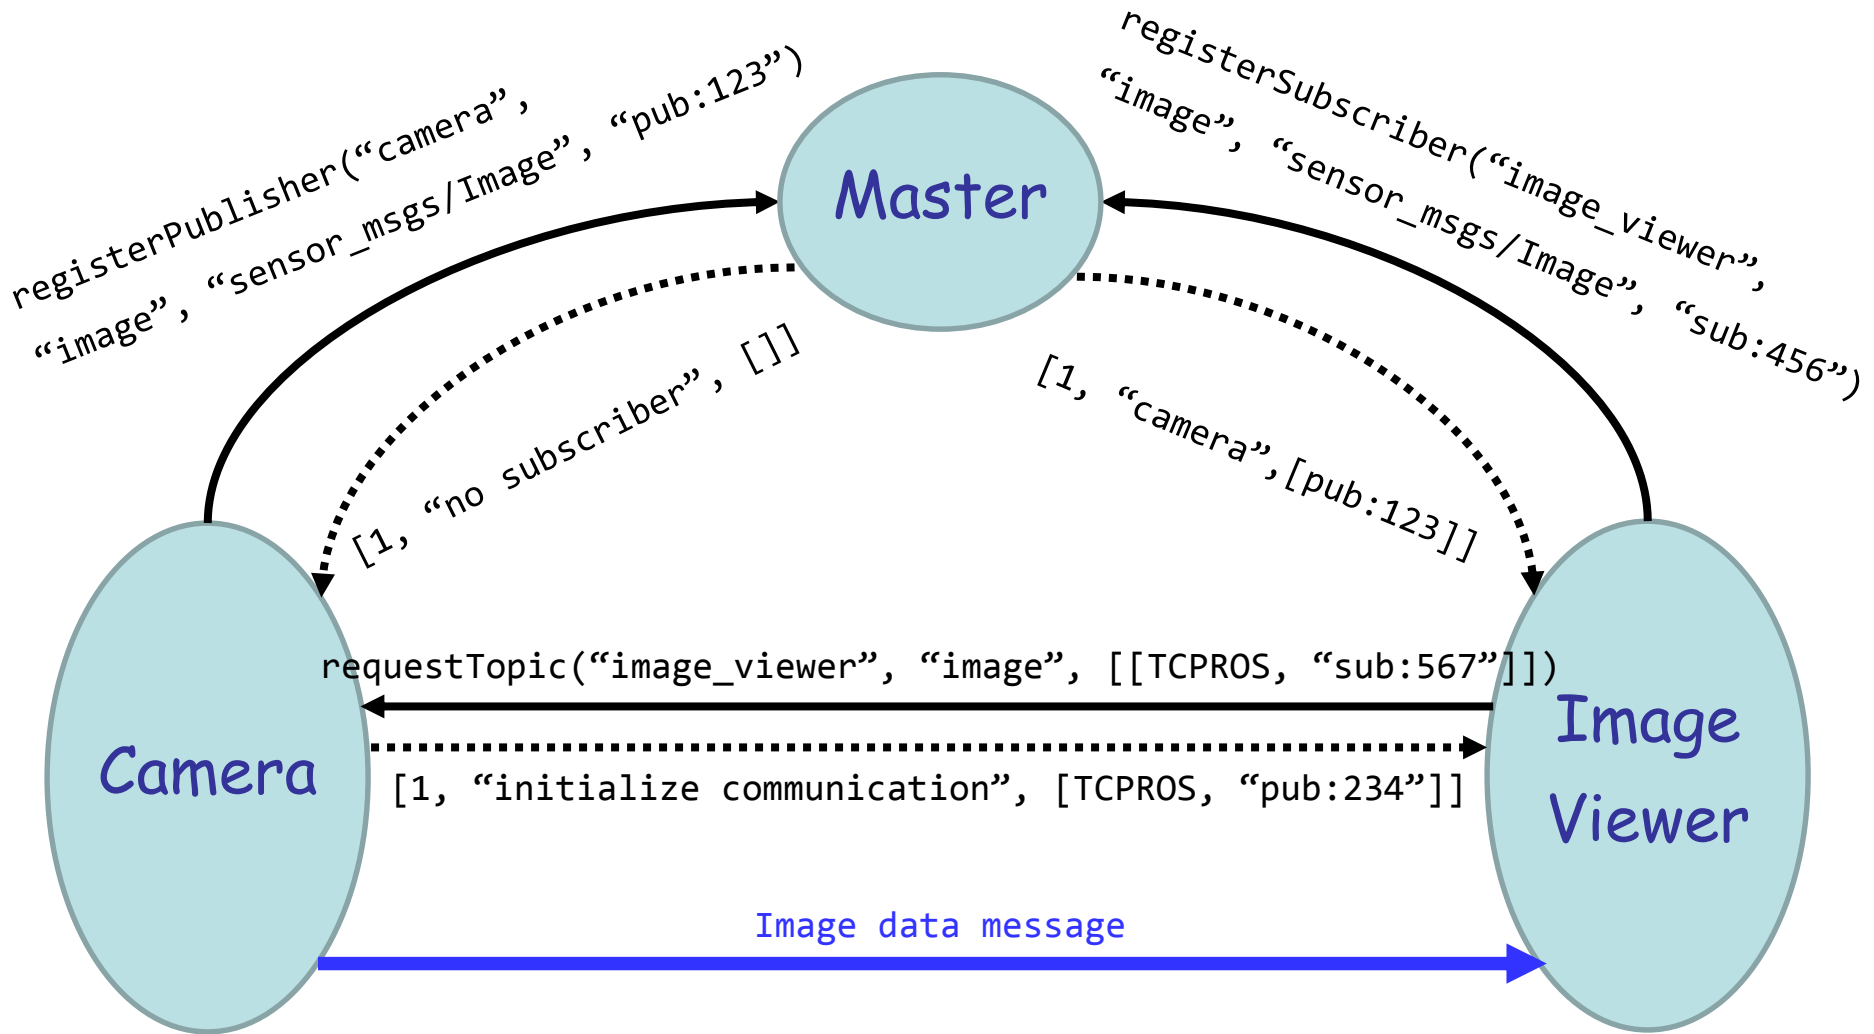 registerPublisher(“camera”,
“image”, “sensor_msgs/Image”, “pub:123”)
registerSubscriber(“image_viewer”,
“image”, “sensor_msgs/Image”, “sub:456”)
Master
[1, “no subscriber”, []]
[1, “camera”,[pub:123]]
requestTopic(“image_viewer”, “image”, [[TCPROS, “sub:567”]])
Camera
Image
Viewer
[1, “initialize communication”, [TCPROS, “pub:234”]]
Image data message